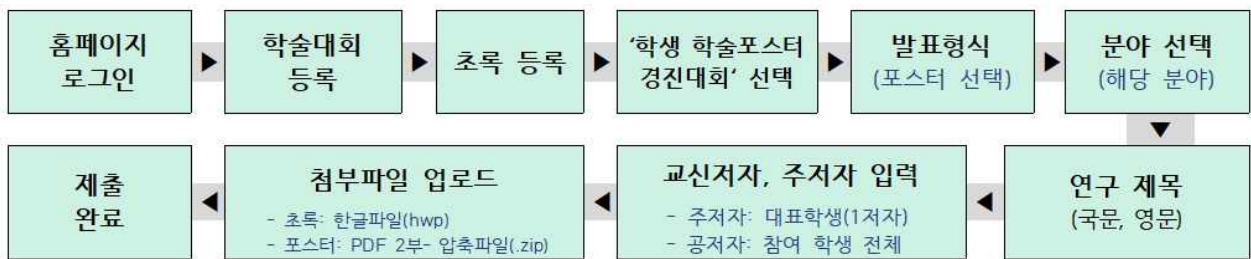 홈페이지
로그인
▶
학술대회
등록
▶
초록 등록
▶
‘학생 학술포스터
경진대회‘ 선택
▶
발표형식
(포스터 선택)
▶
분야 선택
(해당 분야)
▼
연구 제목
(국문, 영문)
◀
교신저자, 주저자 입력
- 주저자: 대표학생(1저자)
- 공저자: 참여 학생 전체
◀
첨부파일 업로드
- 초록: 한글파일(hwp)
- 포스터: PDF 2부- 압축파일(.zip)
◀
제출
완료